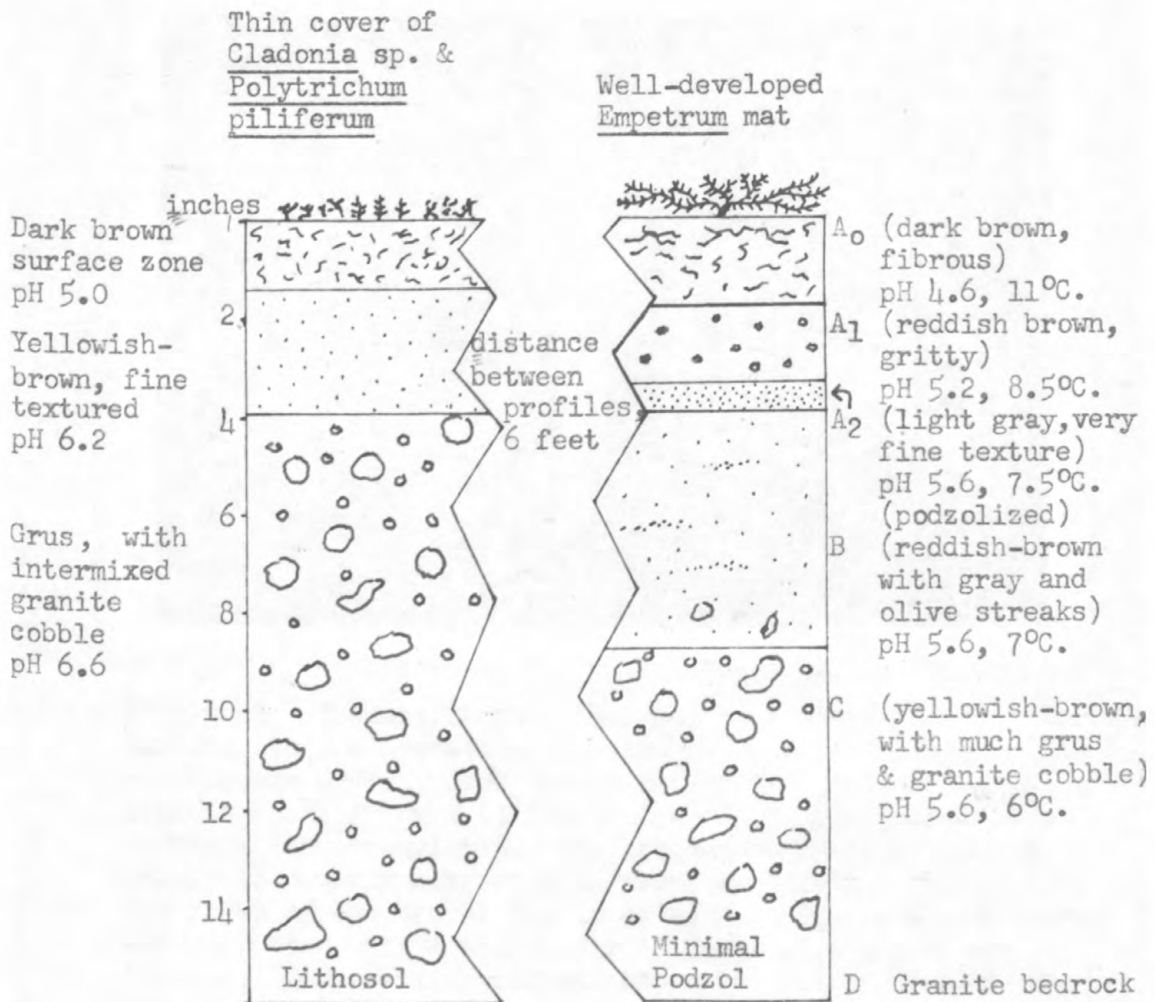 Thin cover of
Cladonia sp. &
Polytrichum
piliferum
Well-developed
Empetrum mat
inches
Dark brown
surface zone
pH 5.0
Yellowish-
brown, fine
textured
pH 6.2
Grus, with
intermixed
granite
cobble
pH 6.6
2
4
6
8
10
12
14
distance
between
profiles
6 feet
Ao (dark brown,
fibrous)
pH 4.6, 11°C.
A1 (reddish brown,
gritty)
pH 5.2, 8.5°C.
A2 (light gray, very
fine texture)
pH 5.6, 7.5°C.
(podzolized)
B (reddish-brown
with gray and
olive streaks)
pH 5.6, 7°C.
C (yellowish-brown,
with much grus
& granite cobble)
pH 5.6, 6°C.
Lithosol
Minimal
Podzol
D Granite bedrock